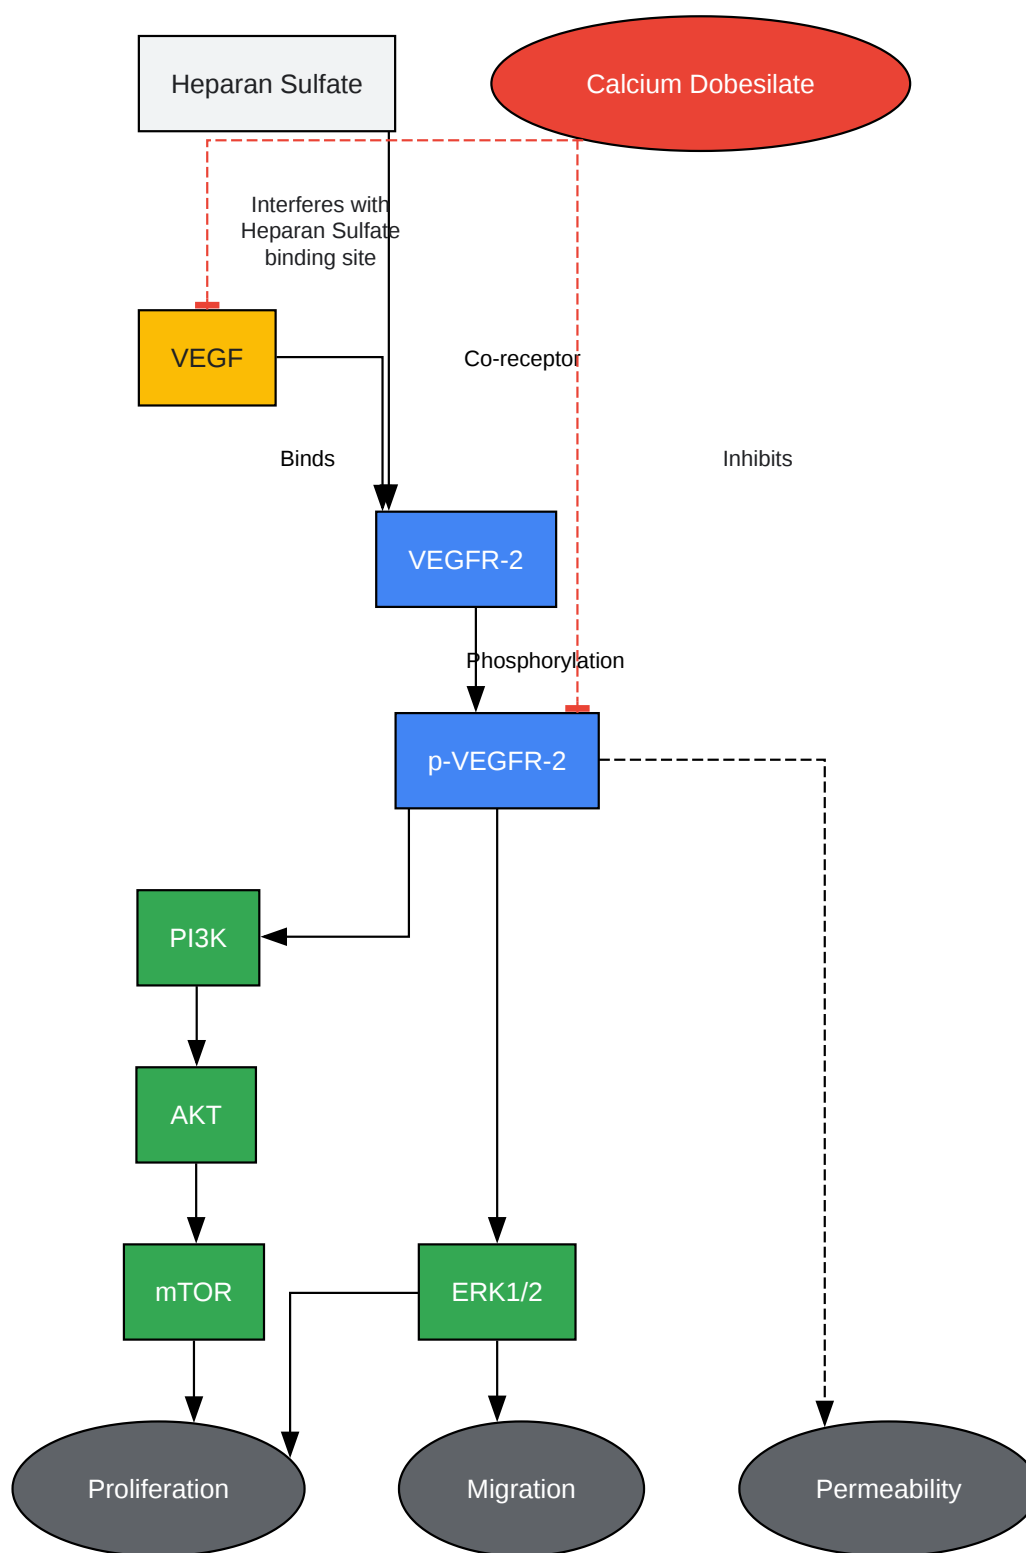 Heparan Sulfate
Calcium Dobesilate
Interferes with
Heparan Sulfate
binding site
VEGF
Co-receptor
Binds
Inhibits
VEGFR-2
Phosphorylation
p-VEGFR-2
PI3K
AKT
mTOR
ERK1/2
Proliferation
Migration
Permeability